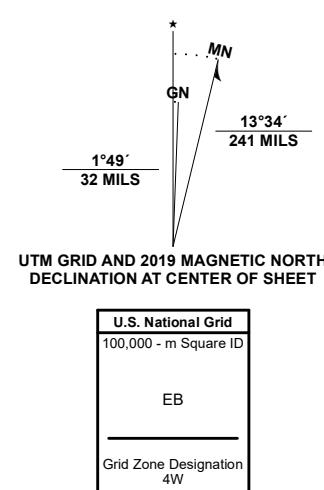 ★
MN
GN
13°34´
241 MILS
1°49´
32 MILS
UTM GRID AND 2019 MAGNETIC NORTH
DECLINATION AT CENTER OF SHEET
U.S. National Grid
100,000 - m Square ID
EB
Grid Zone Designation
4W